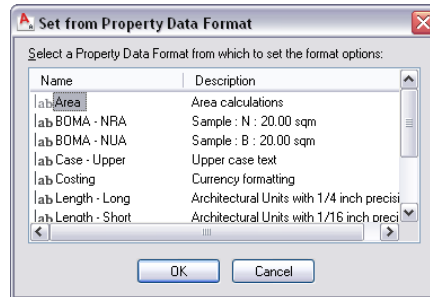 Set from Property Data Format
Select a Property Data Format from which to set the format options:
Name Description
Area Area calculations
BOMA - NRA Sample : N : 20.00 sqm
BOMA - NUA Sample : B : 20.00 sqm
Case - Upper Upper case text
Costing Currency formatting
Length - Long Architectural Units with 1/4 inch precisi
Length - Short Architectural Units with 1/16 inch preci
OK Cancel